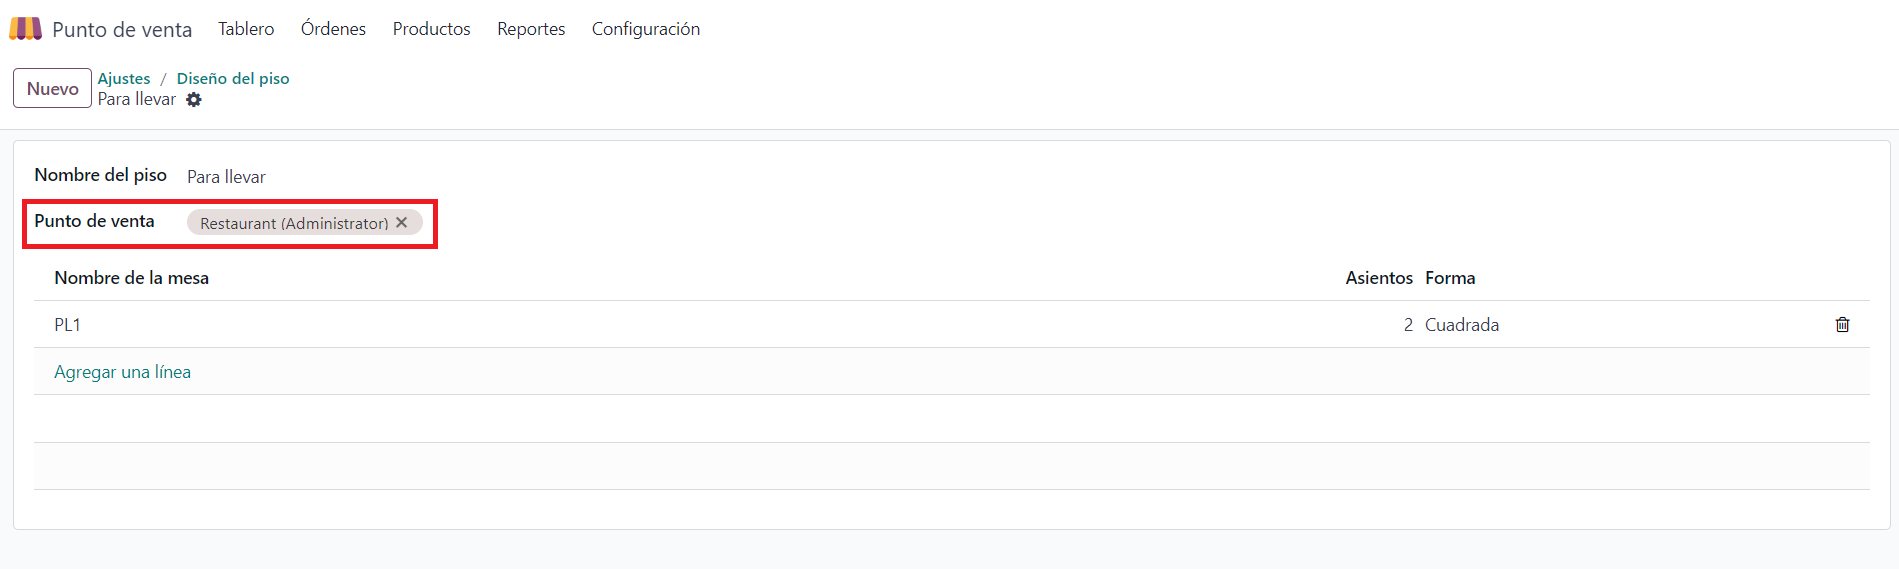 Punto de venta Tablero Órdenes Productos Reportes Configuración
Nuevo
Ajustes / Diseño del piso
Para llevar
Nombre del piso Para llevar
Punto de venta Restaurant (Administrator)
Nombre de la mesa Asientos Forma
PL1 2 Cuadrada
Agregar una línea